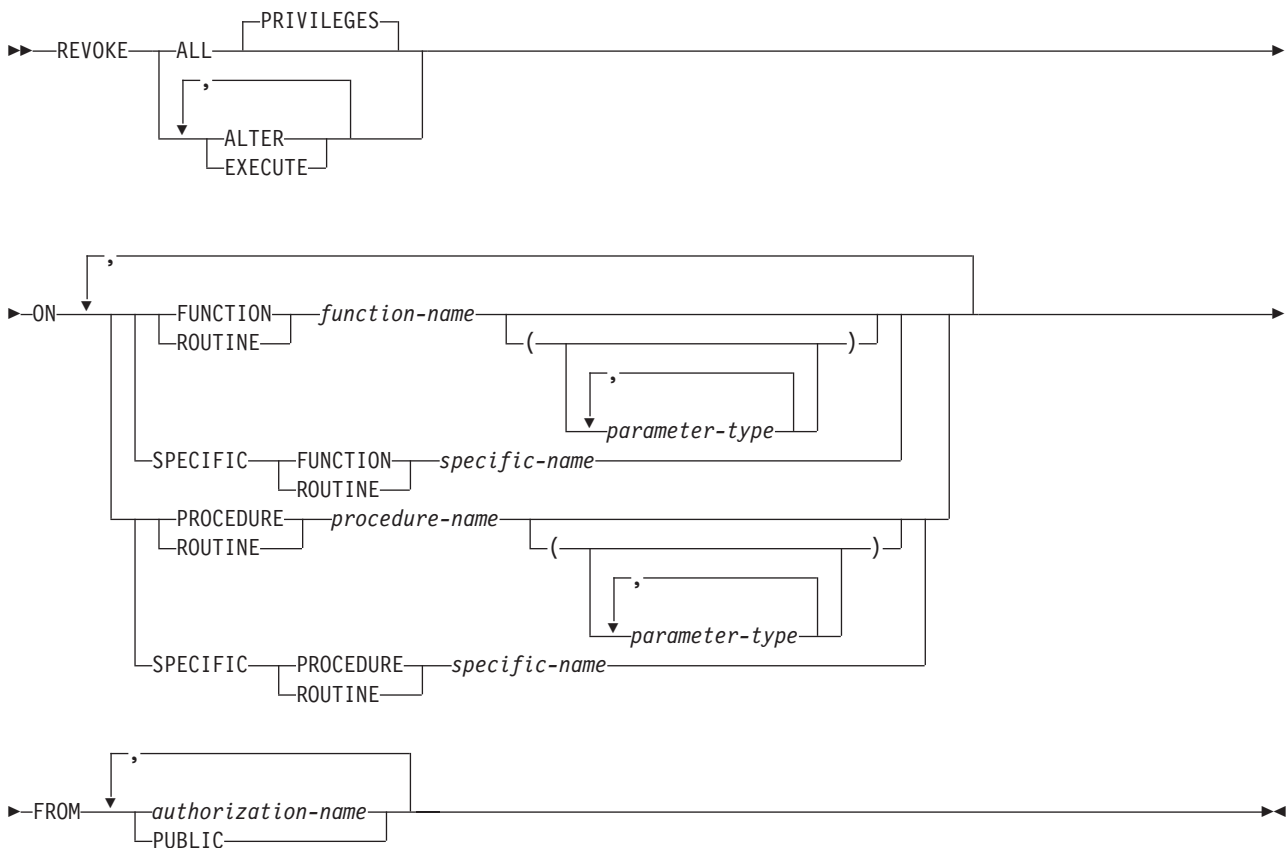 PRIVILEGES
REVOKE ALL
,
ALTER
EXECUTE
,
ON FUNCTION function-name
ROUTINE ( )
,
parameter-type
SPECIFIC FUNCTION specific-name
ROUTINE
PROCEDURE procedure-name
ROUTINE ( )
,
parameter-type
SPECIFIC PROCEDURE specific-name
ROUTINE
,
FROM authorization-name
PUBLIC